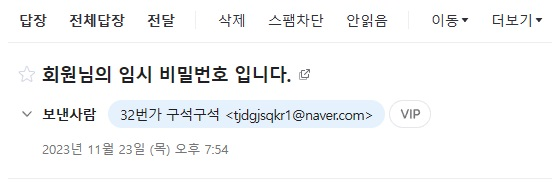 답장 전체답장 전달 삭제 스팸차단 안읽음 이동 더보기
회원님의 임시 비밀번호 입니다.
보낸사람 32번가 구석구석 <tjdgjsqkr1@naver.com> VIP
2023년 11월 23일 (목) 오후 7:54